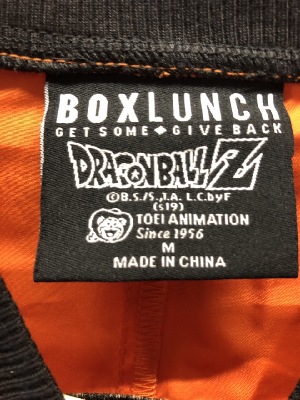 BOXLUNCH
GET SOME ◆ GIVE BACK
DRAGONBALL Z
©B.S./S.,T.A. L.C.byF
(s19)
TOEI ANIMATION
Since 1956
M
MADE IN CHINA